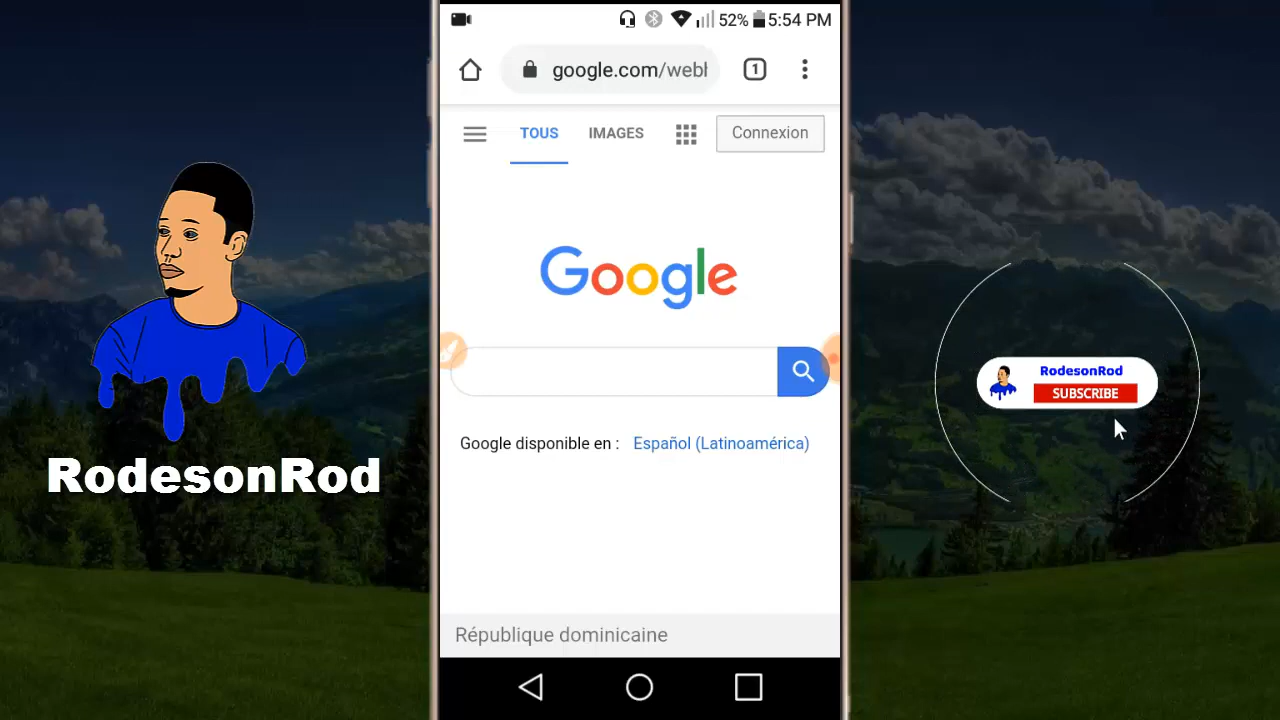 52% 5:54 PM
google.com/webh
1
TOUS IMAGES Connexion
Google
Google disponible en : Español (Latinoamérica)
République dominicaine
RodesonRod
RodesonRod
SUBSCRIBE